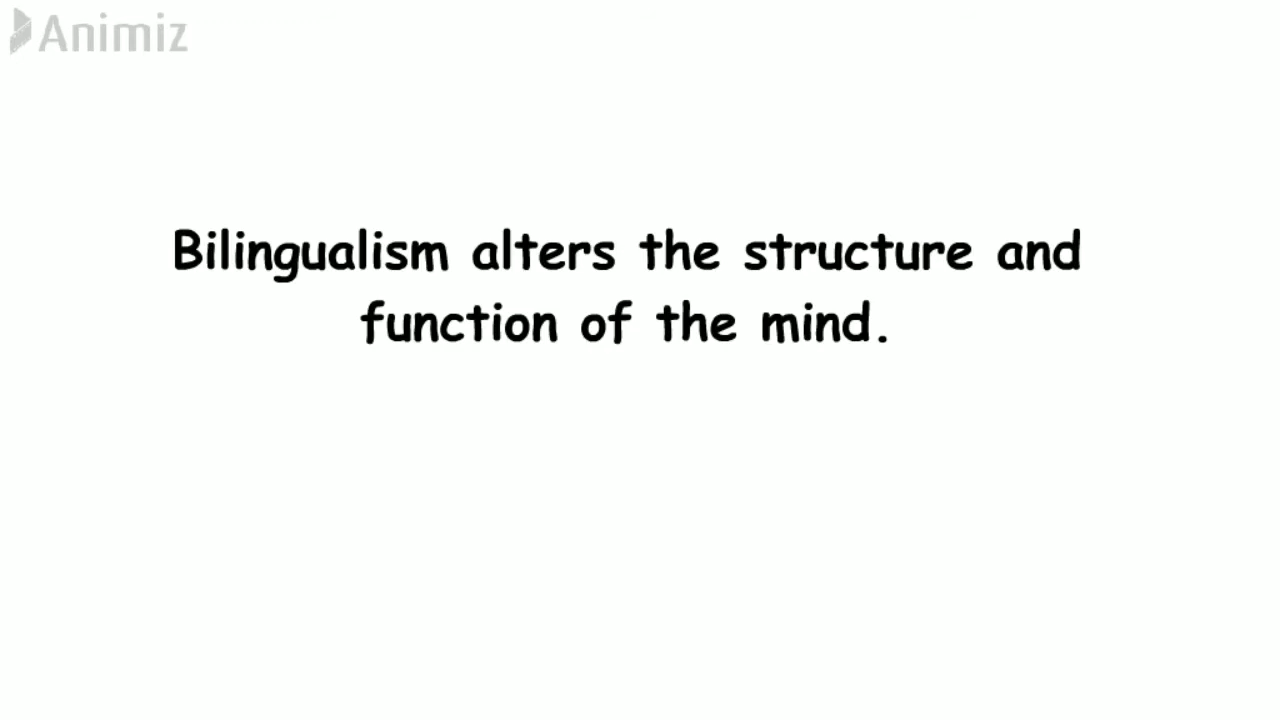 Animiz
Bilingualism alters the structure and
function of the mind.